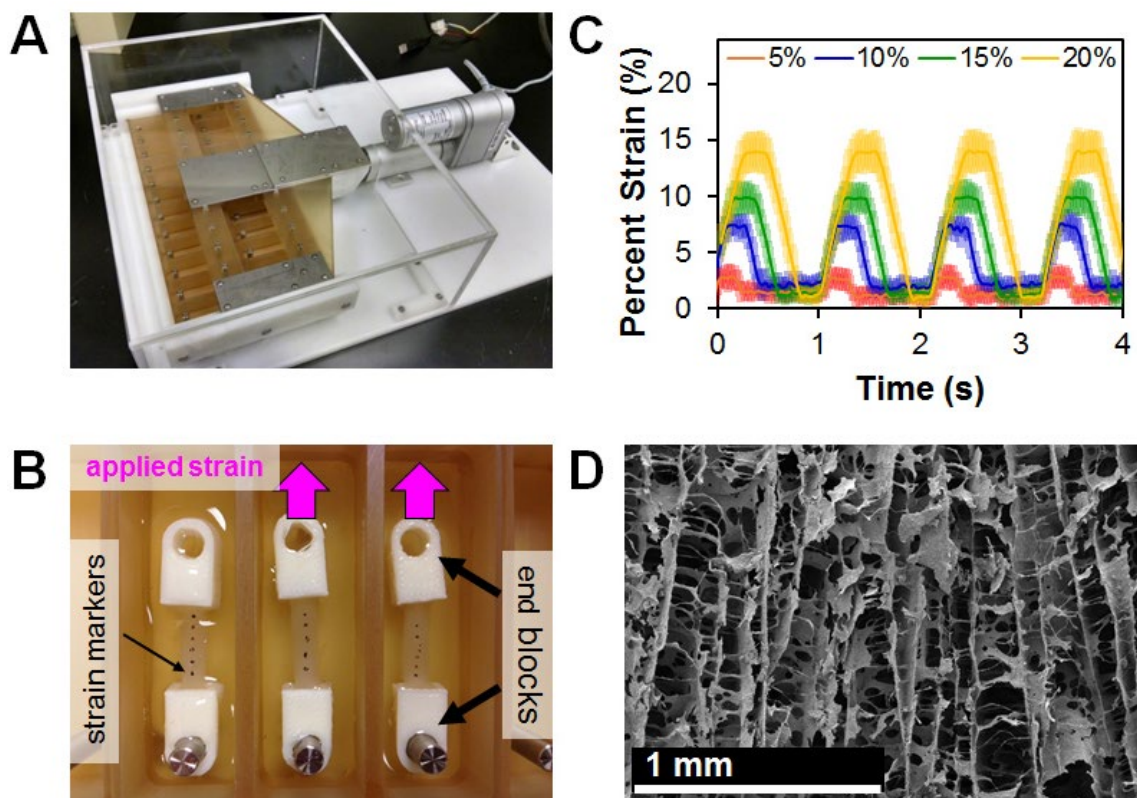 A
B
applied strain
strain markers
end blocks
C
5% 10% 15% 20%
Percent Strain (%)
20
15
10
5
0
0 1 2 3 4
Time (s)
D
1 mm